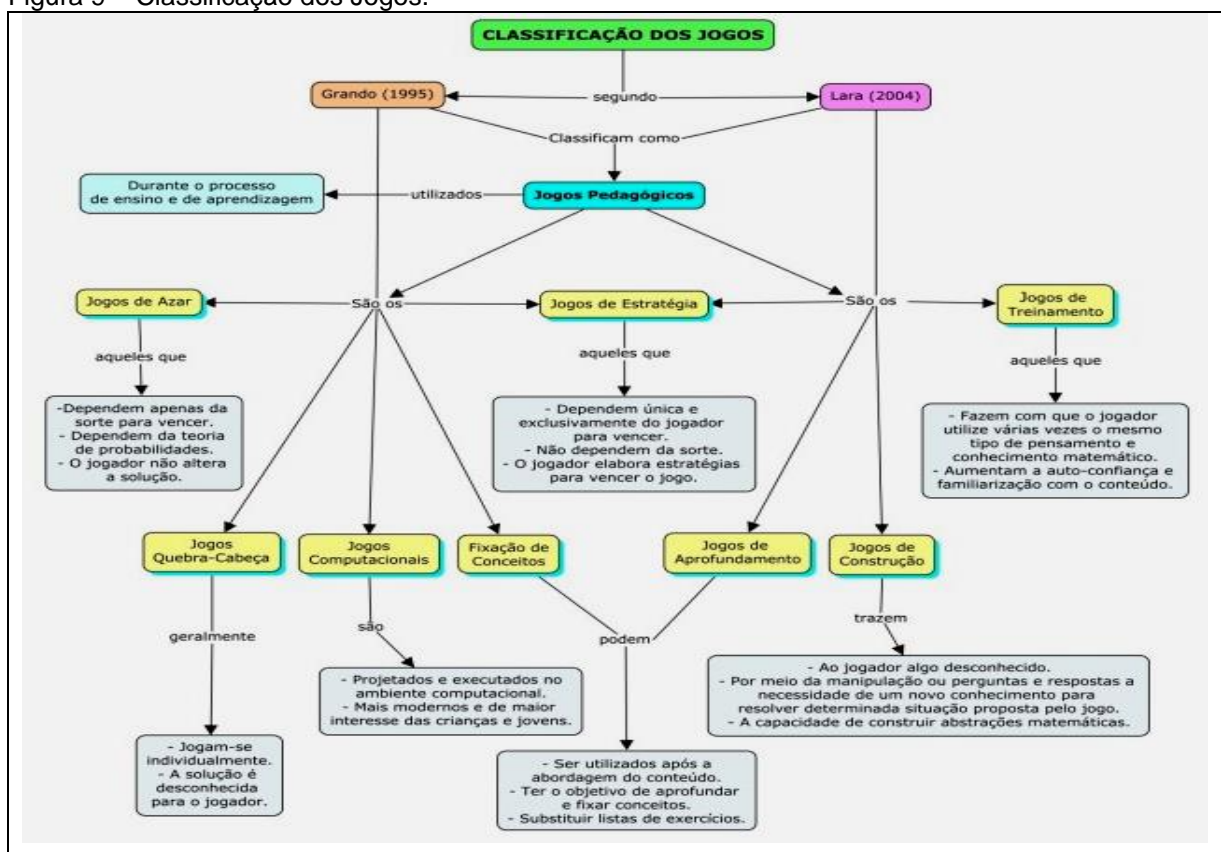 Figura 9 – Classificação dos Jogos.
CLASSIFICAÇÃO DOS JOGOS
Grando (1995)
segundo
Lara (2004)
Classificam como
Durante o processo
de ensino e de aprendizagem
utilizados
Jogos Pedagógicos
Jogos de Azar
São os
Jogos de Estratégia
São os
Jogos de
Treinamento
aqueles que
aqueles que
aqueles que
-Dependem apenas da
sorte para vencer.
- Dependem da teoria
de probabilidades.
- O jogador não altera
a solução.
- Dependem única e
exclusivamente do jogador
para vencer.
- Não dependem da sorte.
- O jogador elabora estratégias
para vencer o jogo.
- Fazem com que o jogador
utilize várias vezes o mesmo
tipo de pensamento e
conhecimento matemático.
- Aumentam a auto-confiança e
familiarização com o conteúdo.
Jogos
Quebra-Cabeça
Jogos
Computacionais
Fixação de
Conceitos
Jogos de
Aprofundamento
Jogos de
Construção
geralmente
são
podem
trazem
- Projetados e executados no
ambiente computacional.
- Mais modernos e de maior
interesse das crianças e jovens.
- Ao jogador algo desconhecido.
- Por meio da manipulação ou perguntas e respostas a
necessidade de um novo conhecimento para
resolver determinada situação proposta pelo jogo.
- A capacidade de construir abstrações matemáticas.
- Jogam-se
individualmente.
- A solução é
desconhecida
para o jogador.
- Ser utilizados após a
abordagem do conteúdo.
- Ter o objetivo de aprofundar
e fixar conceitos.
- Substituir listas de exercícios.